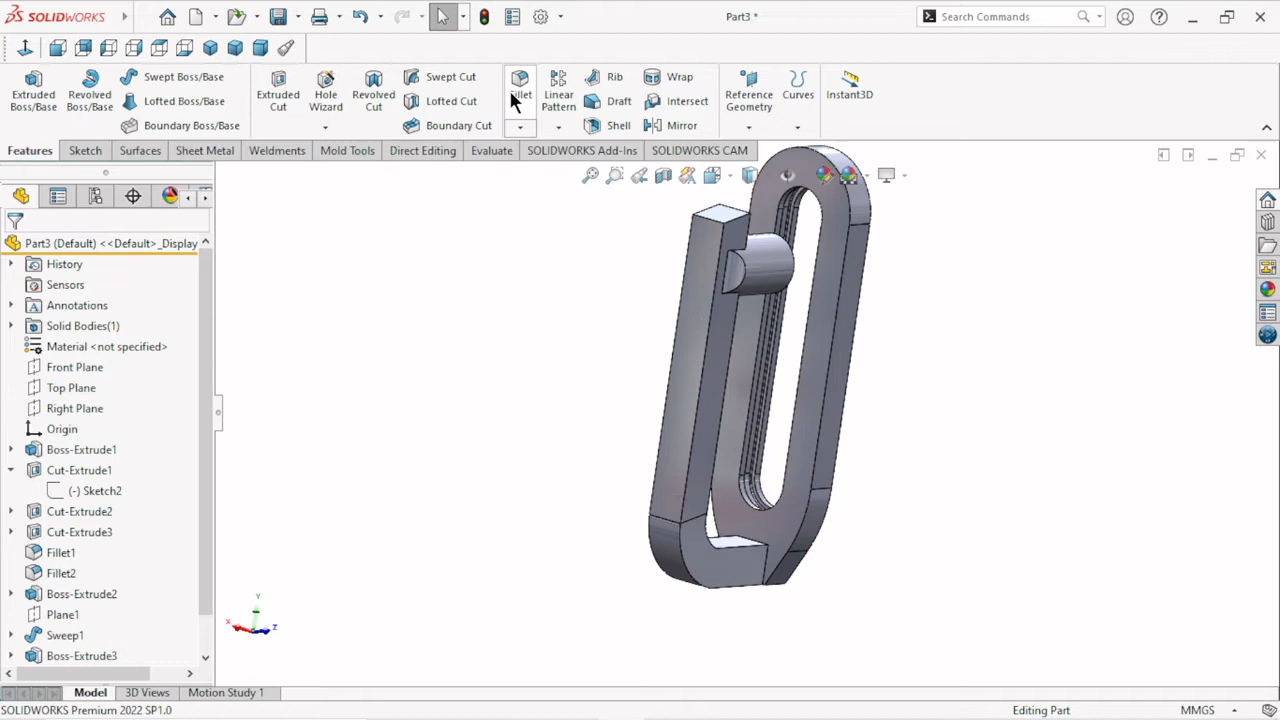 SOLIDWORKS
Part3 *
Search Commands
Extruded Boss/Base
Revolved Boss/Base
Swept Boss/Base
Lofted Boss/Base
Boundary Boss/Base
Extruded Cut
Hole Wizard
Revolved Cut
Swept Cut
Lofted Cut
Boundary Cut
Fillet
Linear Pattern
Rib
Draft
Shell
Wrap
Intersect
Mirror
Reference Geometry
Curves
Instant3D
Features
Sketch
Surfaces
Sheet Metal
Weldments
Mold Tools
Direct Editing
Evaluate
SOLIDWORKS Add-Ins
SOLIDWORKS CAM
Part3 (Default) <<Default>_Display
History
Sensors
Annotations
Solid Bodies(1)
Material <not specified>
Front Plane
Top Plane
Right Plane
Origin
Boss-Extrude1
Cut-Extrude1
(-) Sketch2
Cut-Extrude2
Cut-Extrude3
Fillet1
Fillet2
Boss-Extrude2
Plane1
Sweep1
Boss-Extrude3
Y
X
Z
Model
3D Views
Motion Study 1
SOLIDWORKS Premium 2022 SP1.0
Editing Part
MMGS